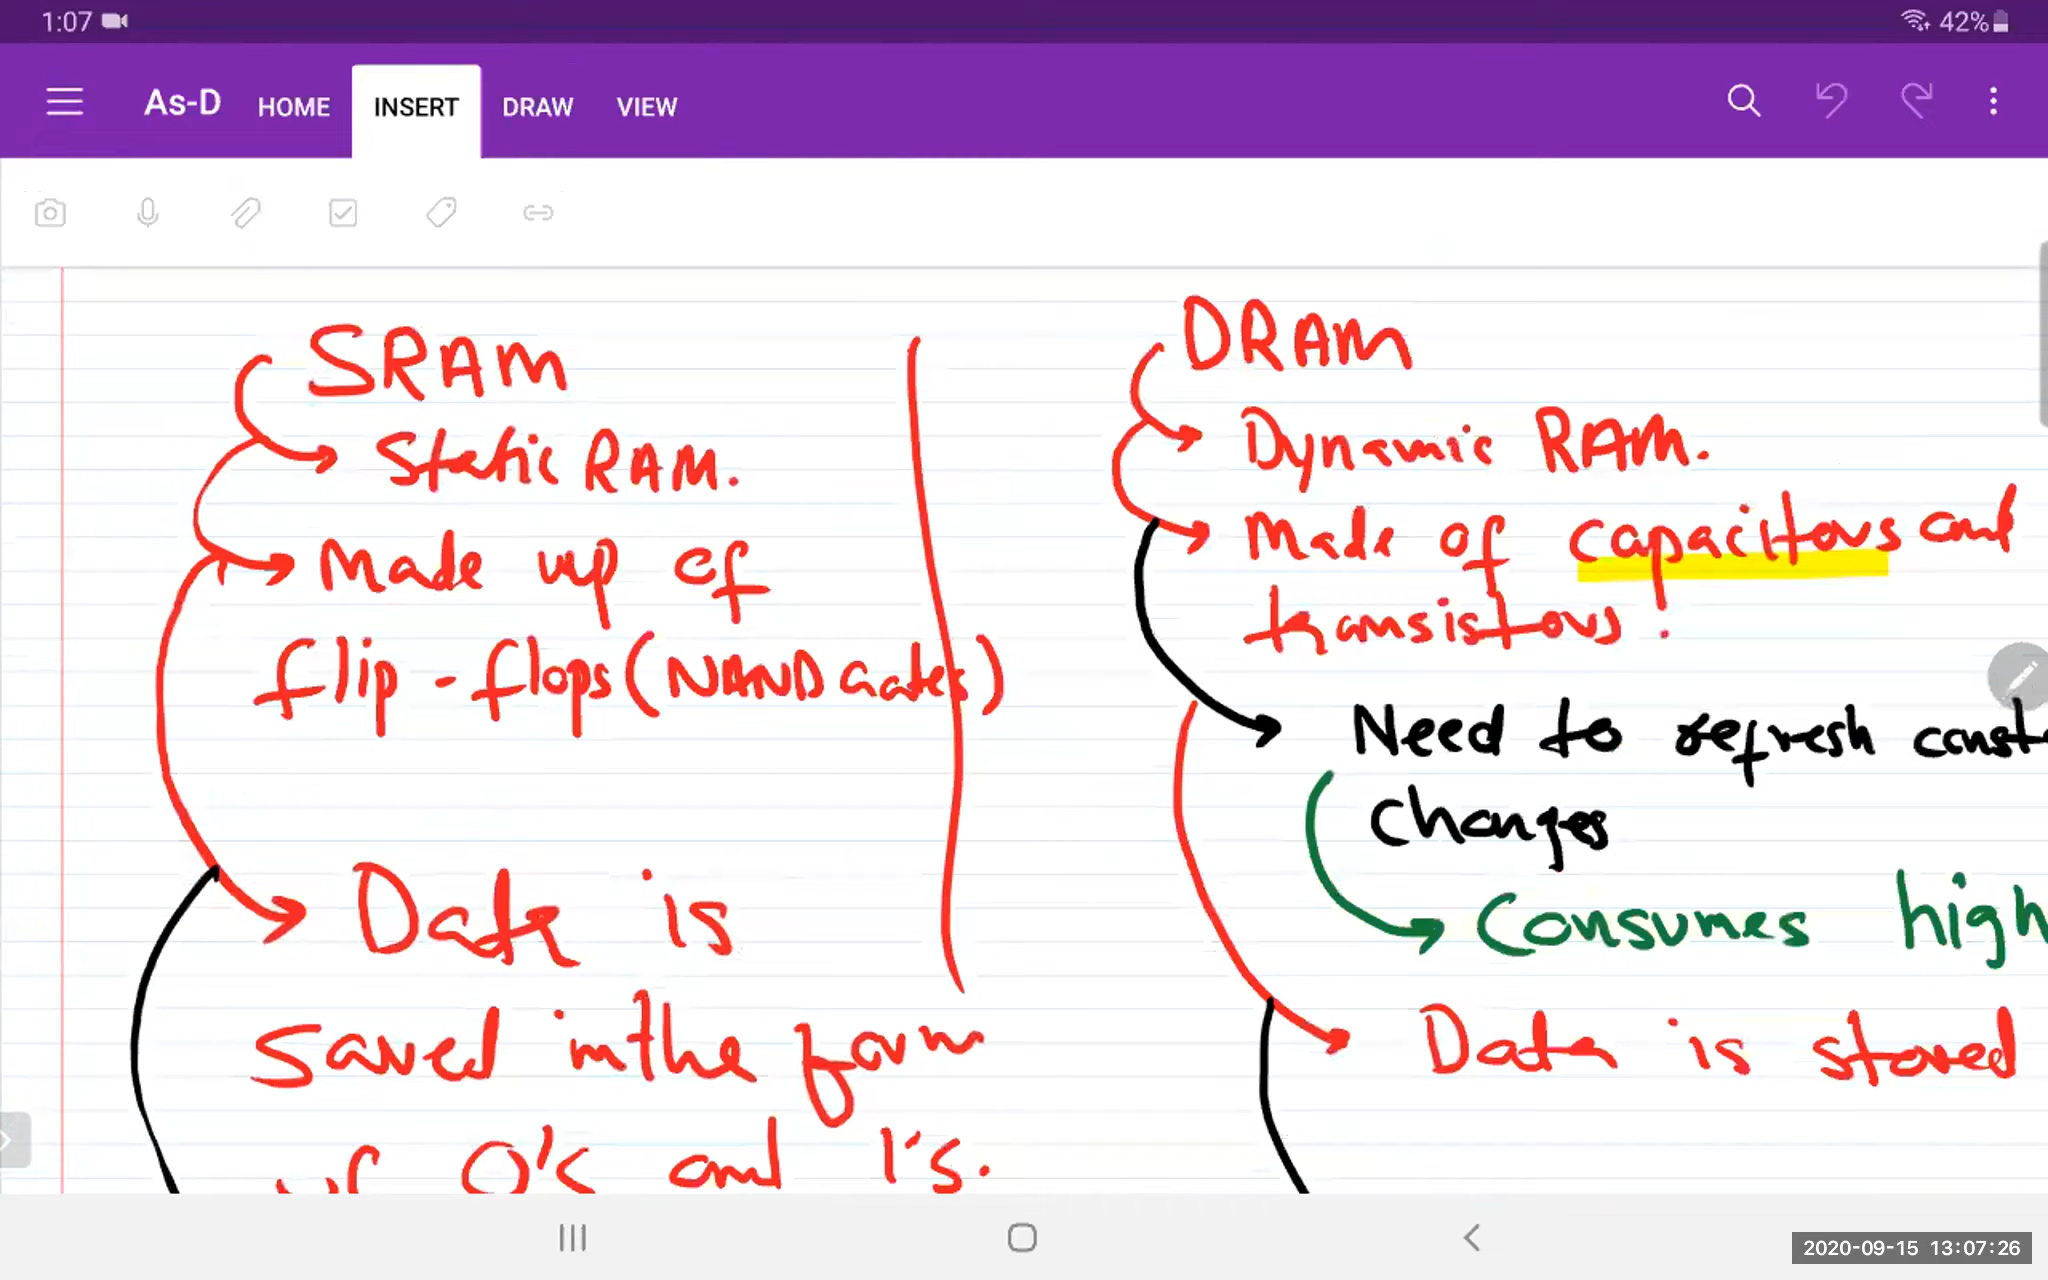 1:07
42%
As-D HOME INSERT DRAW VIEW
SRAM
Static RAM.
Made up of
flip-flops (NAND Gates)
Data is
saved in the form
of 0's and 1's.
DRAM
Dynamic RAM.
Made of capacitors and
transistors.
Need to refresh
Changes
Consumes high
Data is stored
2020-09-15 13:07:26